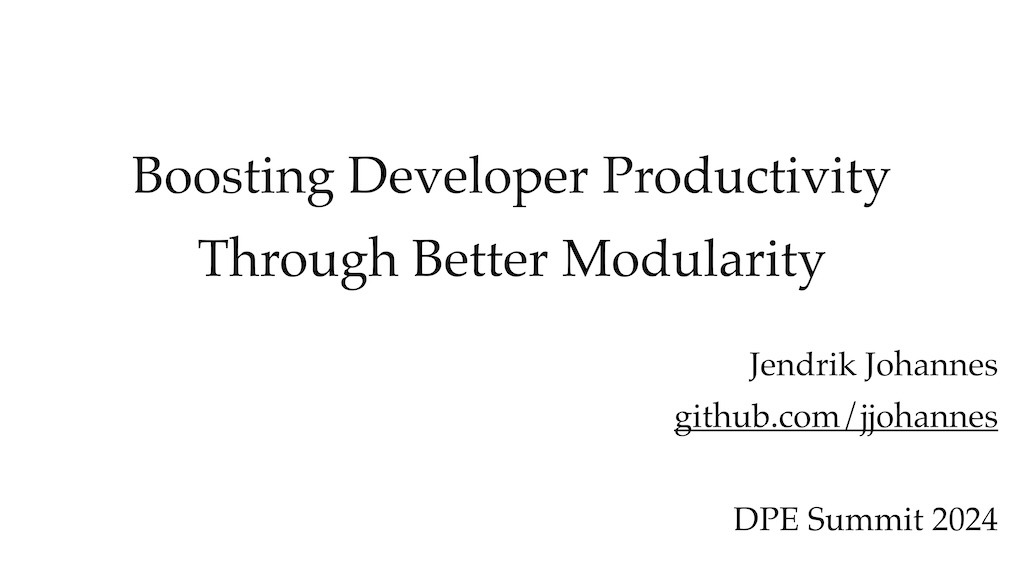 Boosting Developer Productivity
Through Better Modularity
Jendrik Johannes
github.com/jjohannes
DPE Summit 2024